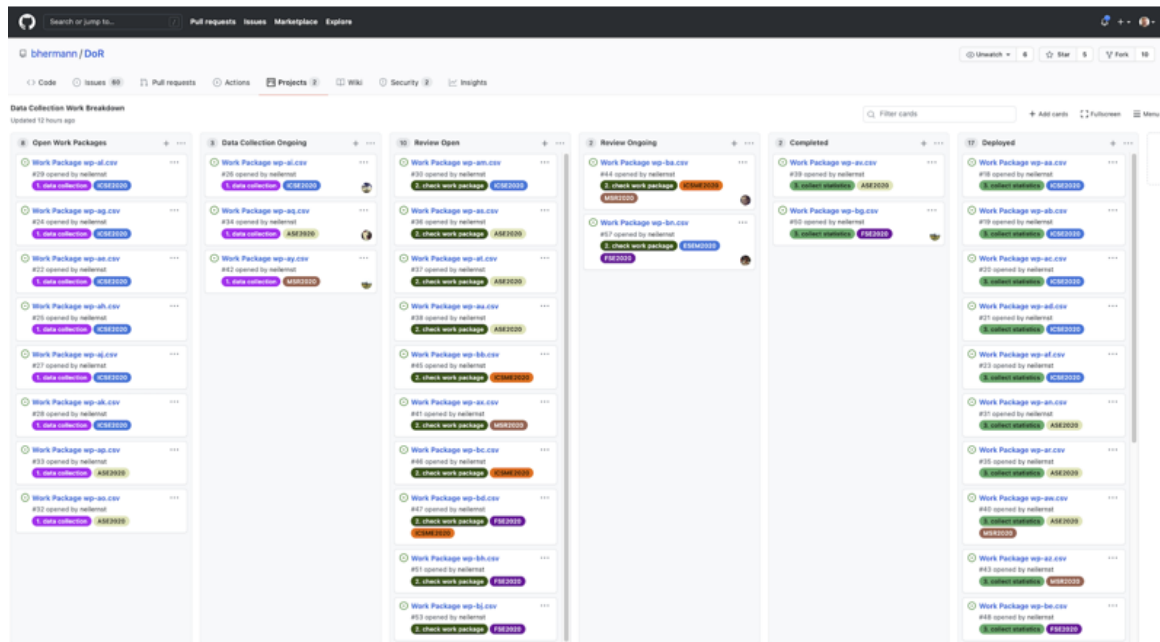 Search or jump to... /
Pull requests Issues Marketplace Explore
bhermann / DoR
Unwatch 6 Star 5 Fork 10
Code Issues 60 Pull requests Actions Projects 2 Wiki Security 2 Insights
Data Collection Work Breakdown
Updated 12 hours ago
Filter cards
+ Add cards Fullscreen Menu
8 Open Work Packages
Work Package wp-al.csv
#29 opened by neilernst
1. data collection ICSE2020
Work Package wp-ag.csv
#24 opened by neilernst
1. data collection ICSE2020
Work Package wp-ae.csv
#22 opened by neilernst
1. data collection ICSE2020
Work Package wp-ah.csv
#25 opened by neilernst
1. data collection ICSE2020
Work Package wp-aj.csv
#27 opened by neilernst
1. data collection ICSE2020
Work Package wp-ak.csv
#28 opened by neilernst
1. data collection ICSE2020
Work Package wp-ap.csv
#33 opened by neilernst
1. data collection ASE2020
Work Package wp-ao.csv
#32 opened by neilernst
1. data collection ASE2020
3 Data Collection Ongoing
Work Package wp-ai.csv
#26 opened by neilernst
1. data collection ICSE2020
Work Package wp-aq.csv
#34 opened by neilernst
1. data collection ASE2020
Work Package wp-ay.csv
#42 opened by neilernst
1. data collection MSR2020
10 Review Open
Work Package wp-am.csv
#30 opened by neilernst
2. check work package ICSE2020
Work Package wp-as.csv
#36 opened by neilernst
2. check work package ASE2020
Work Package wp-at.csv
#37 opened by neilernst
2. check work package ASE2020
Work Package wp-au.csv
#38 opened by neilernst
2. check work package ASE2020
Work Package wp-bb.csv
#45 opened by neilernst
2. check work package ICSME2020
Work Package wp-ax.csv
#41 opened by neilernst
2. check work package MSR2020
Work Package wp-bc.csv
#46 opened by neilernst
2. check work package ICSME2020
Work Package wp-bd.csv
#47 opened by neilernst
2. check work package FSE2020
ICSME2020
Work Package wp-bh.csv
#51 opened by neilernst
2. check work package FSE2020
Work Package wp-bj.csv
#53 opened by neilernst
2. check work package FSE2020
2 Review Ongoing
Work Package wp-ba.csv
#44 opened by neilernst
2. check work package ICSME2020
MSR2020
Work Package wp-bn.csv
#57 opened by neilernst
2. check work package ESEM2020
FSE2020
2 Completed
Work Package wp-av.csv
#39 opened by neilernst
3. collect statistics ASE2020
Work Package wp-bg.csv
#50 opened by neilernst
3. collect statistics FSE2020
17 Deployed
Work Package wp-aa.csv
#18 opened by neilernst
3. collect statistics ICSE2020
Work Package wp-ab.csv
#19 opened by neilernst
3. collect statistics ICSE2020
Work Package wp-ac.csv
#20 opened by neilernst
3. collect statistics ICSE2020
Work Package wp-ad.csv
#21 opened by neilernst
3. collect statistics ICSE2020
Work Package wp-af.csv
#23 opened by neilernst
3. collect statistics ICSE2020
Work Package wp-an.csv
#31 opened by neilernst
3. collect statistics ASE2020
Work Package wp-ar.csv
#35 opened by neilernst
3. collect statistics ASE2020
Work Package wp-aw.csv
#40 opened by neilernst
3. collect statistics ASE2020
MSR2020
Work Package wp-az.csv
#43 opened by neilernst
3. collect statistics MSR2020
Work Package wp-be.csv
#48 opened by neilernst
3. collect statistics FSE2020